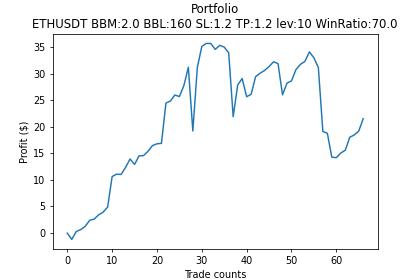 Portfolio
ETHUSDT BBM:2.0 BBL:160 SL:1.2 TP:1.2 lev:10 WinRatio:70.0
Profit ($)
35
30
25
20
15
10
5
0
0 10 20 30 40 50 60
Trade counts